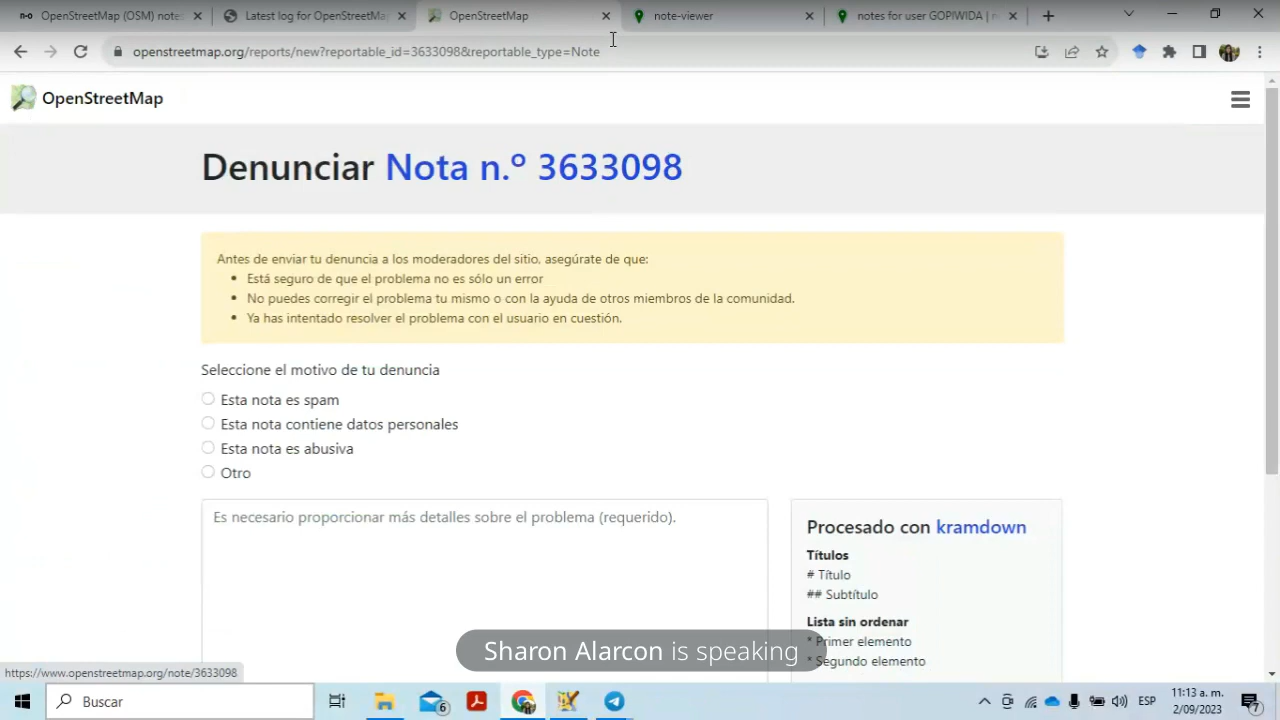 OpenStreetMap (OSM) notes
Latest log for OpenStreetMap
OpenStreetMap
note-viewer
notes for user GOPIWIDA |
openstreetmap.org/reports/new?reportable_id=3633098&reportable_type=Note
OpenStreetMap
Denunciar Nota n.º 3633098
Antes de enviar tu denuncia a los moderadores del sitio, asegúrate de que:
• Está seguro de que el problema no es sólo un error
• No puedes corregir el problema tu mismo o con la ayuda de otros miembros de la comunidad.
• Ya has intentado resolver el problema con el usuario en cuestión.
Seleccione el motivo de tu denuncia
Esta nota es spam
Esta nota contiene datos personales
Esta nota es abusiva
Otro
Es necesario proporcionar más detalles sobre el problema (requerido).
Procesado con kramdown
Títulos
# Título
## Subtítulo
Lista sin ordenar
* Primer elemento
* Segundo elemento
Sharon Alarcon is speaking
https://www.openstreetmap.org/note/3633098
Buscar
6
ESP
11:13 a. m.
2/09/2023
7